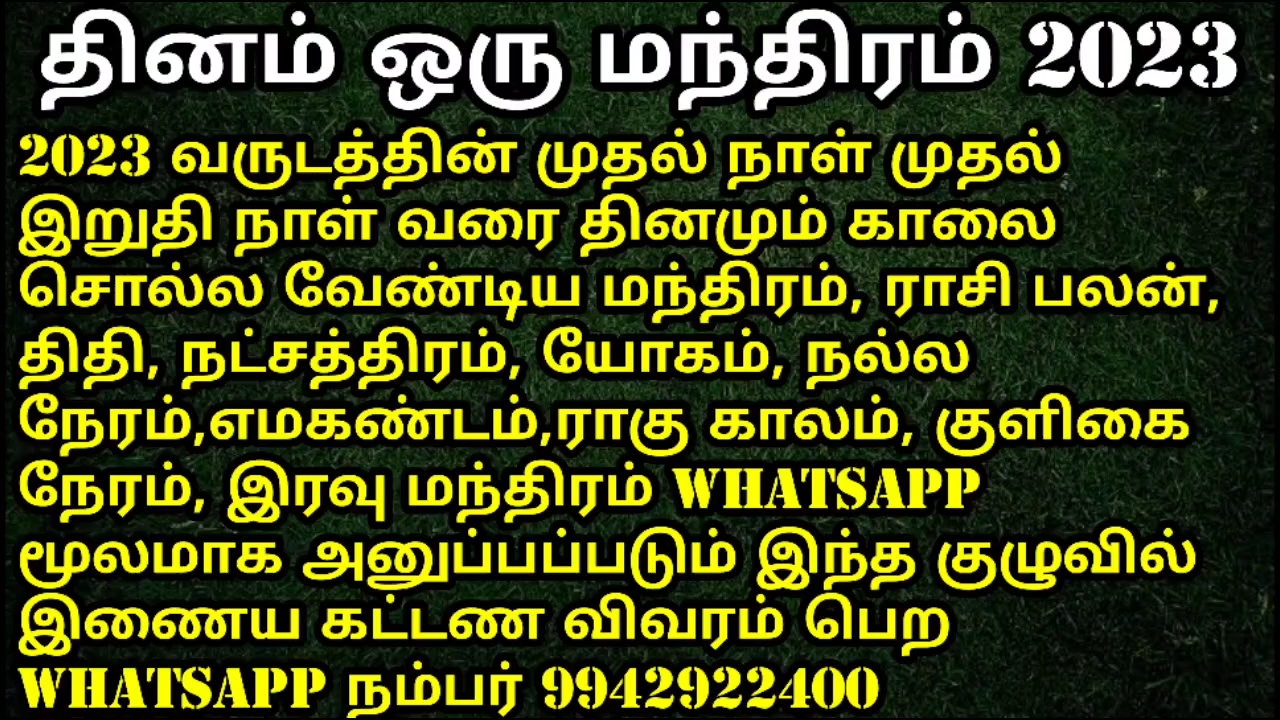 தினம் ஒரு மந்திரம் 2023
2023 வருடத்தின் முதல் நாள் முதல்
இறுதி நாள் வரை தினமும் காலை
சொல்ல வேண்டிய மந்திரம், ராசி பலன்,
திதி, நட்சத்திரம், யோகம், நல்ல
நேரம்,எமகண்டம்,ராகு காலம், குளிகை
நேரம், இரவு மந்திரம் WHATSAPP
மூலமாக அனுப்பப்படும் இந்த குழுவில்
இணைய கட்டண விவரம் பெற
WHATSAPP நம்பர் 9942922400